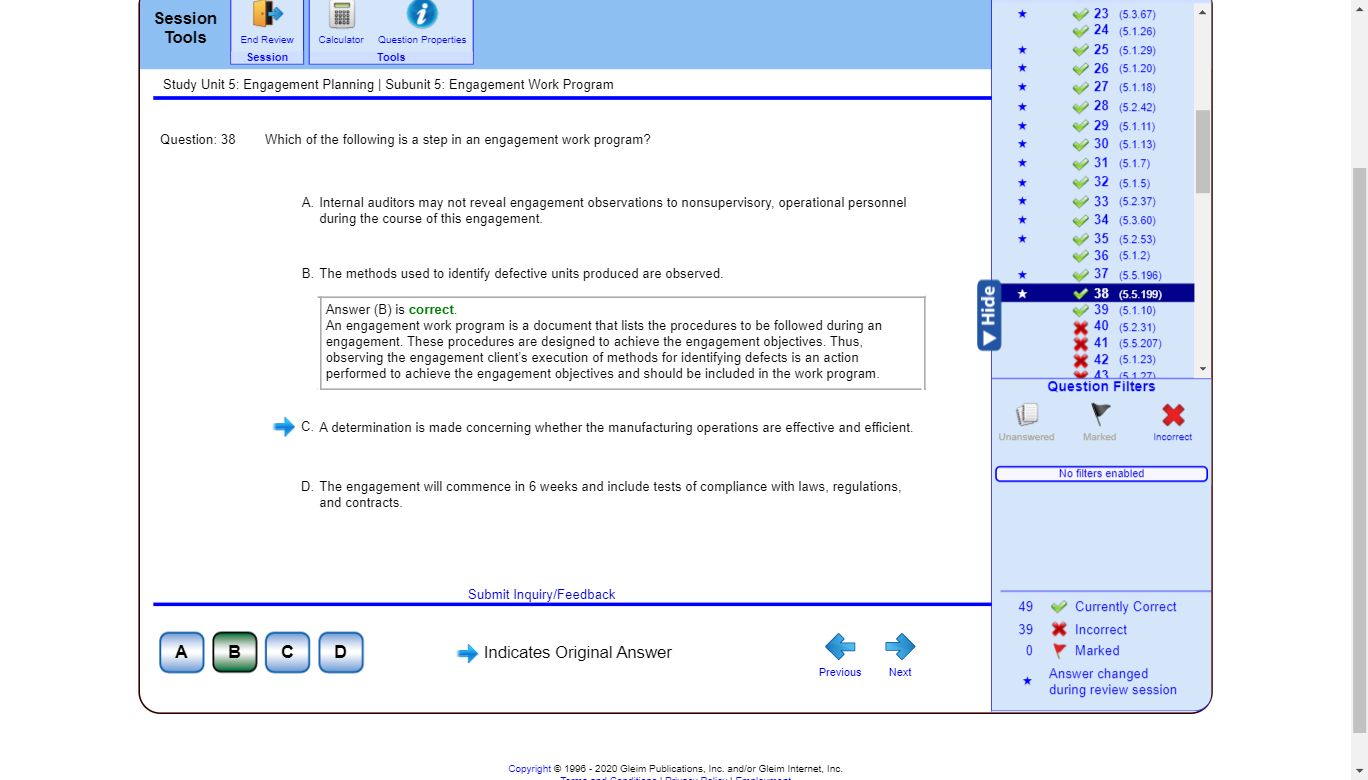 Session
Tools
End Review
Session
Calculator
Question Properties
Tools
Study Unit 5: Engagement Planning | Subunit 5: Engagement Work Program
Question: 38
Which of the following is a step in an engagement work program?
A. Internal auditors may not reveal engagement observations to nonsupervisory, operational personnel
during the course of this engagement.
B. The methods used to identify defective units produced are observed.
Answer (B) is correct.
An engagement work program is a document that lists the procedures to be followed during an
engagement. These procedures are designed to achieve the engagement objectives. Thus,
observing the engagement client's execution of methods for identifying defects is an action
performed to achieve the engagement objectives and should be included in the work program.
C. A determination is made concerning whether the manufacturing operations are effective and efficient.
D. The engagement will commence in 6 weeks and include tests of compliance with laws, regulations,
and contracts.
Submit Inquiry/Feedback
A
B
C
D
Indicates Original Answer
Previous
Next
Hide
23 (5.3.67)
24 (5.1.26)
25 (5.1.29)
26 (5.1.20)
27 (5.1.18)
28 (5.2.42)
29 (5.1.11)
30 (5.1.13)
31 (5.1.7)
32 (5.1.5)
33 (5.2.37)
34 (5.3.60)
35 (5.2.53)
36 (5.1.2)
37 (5.5.196)
38 (5.5.199)
39 (5.1.10)
40 (5.2.31)
41 (5.5.207)
42 (5.1.23)
43 (5.1.27)
Question Filters
Unanswered
Marked
Incorrect
No filters enabled
49 Currently Correct
39 Incorrect
0 Marked
Answer changed
during review session
Copyright © 1996 - 2020 Gleim Publications, Inc. and/or Gleim Internet, Inc.
Terms and Conditions | Privacy Policy | Employment